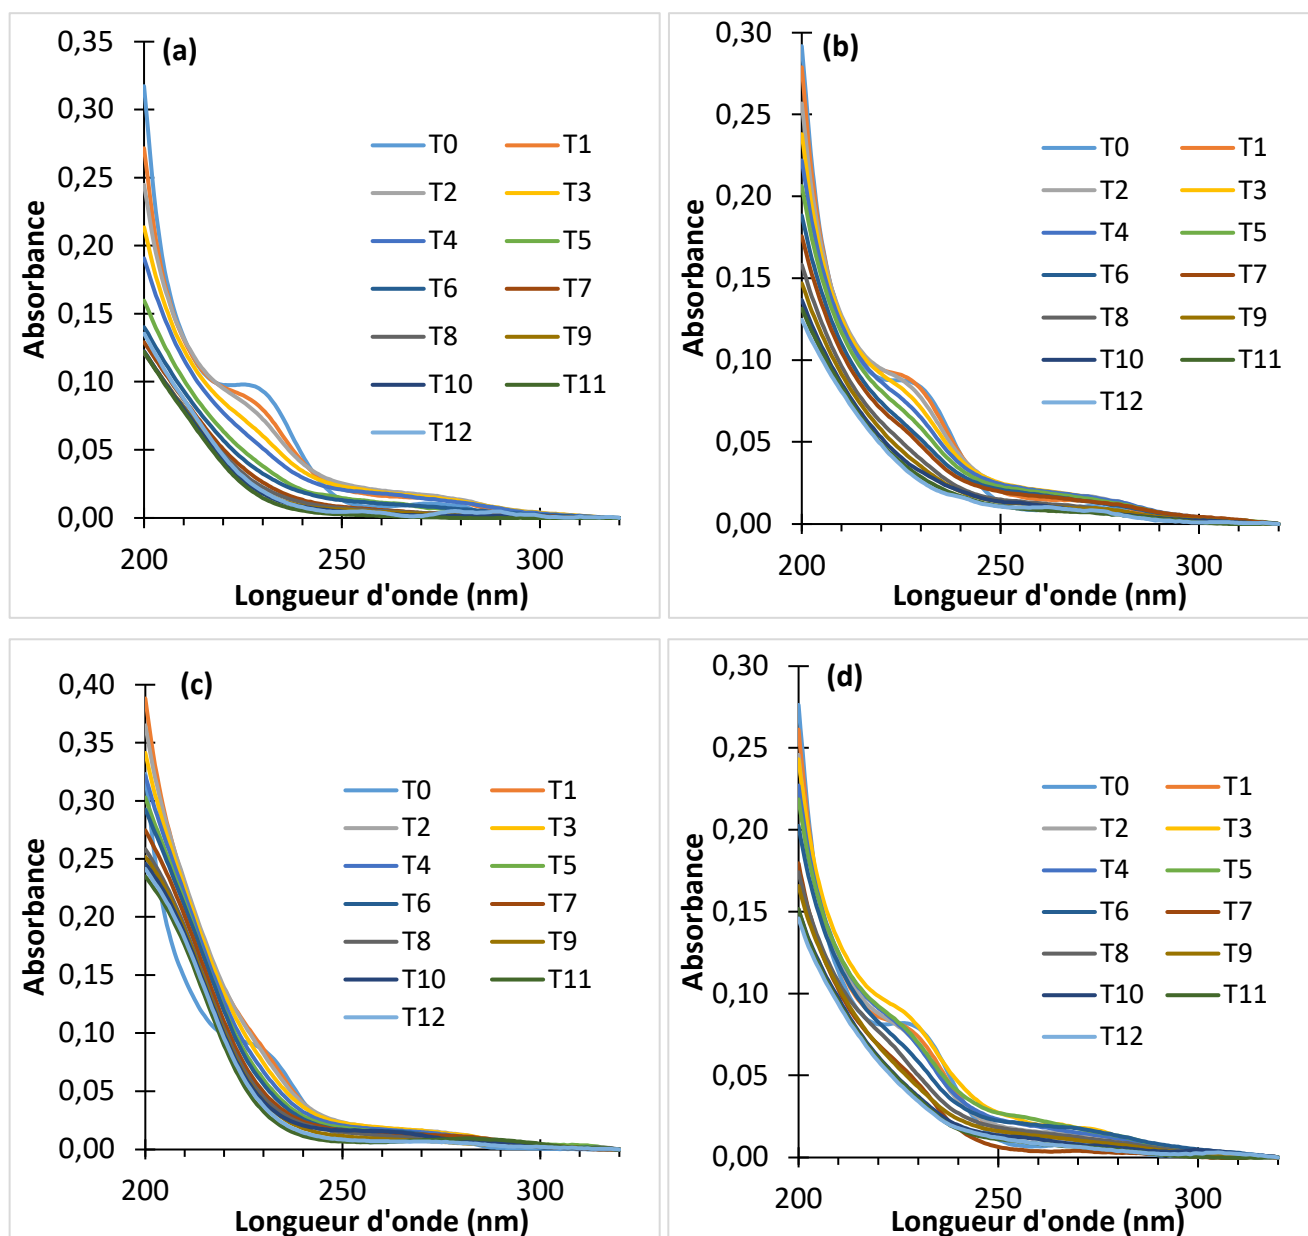 (a)
Absorbance
0,35
0,30
0,25
0,20
0,15
0,10
0,05
0,00
T0 T1
T2 T3
T4 T5
T6 T7
T8 T9
T10 T11
T12
200 250 300
Longueur d'onde (nm)
(b)
Absorbance
0,30
0,25
0,20
0,15
0,10
0,05
0,00
T0 T1
T2 T3
T4 T5
T6 T7
T8 T9
T10 T11
T12
200 250 300
Longueur d'onde (nm)
(c)
Absorbance
0,40
0,35
0,30
0,25
0,20
0,15
0,10
0,05
0,00
T0 T1
T2 T3
T4 T5
T6 T7
T8 T9
T10 T11
T12
200 250 300
Longueur d'onde (nm)
(d)
Absorbance
0,30
0,25
0,20
0,15
0,10
0,05
0,00
T0 T1
T2 T3
T4 T5
T6 T7
T8 T9
T10 T11
T12
200 250 300
Longueur d'onde (nm)